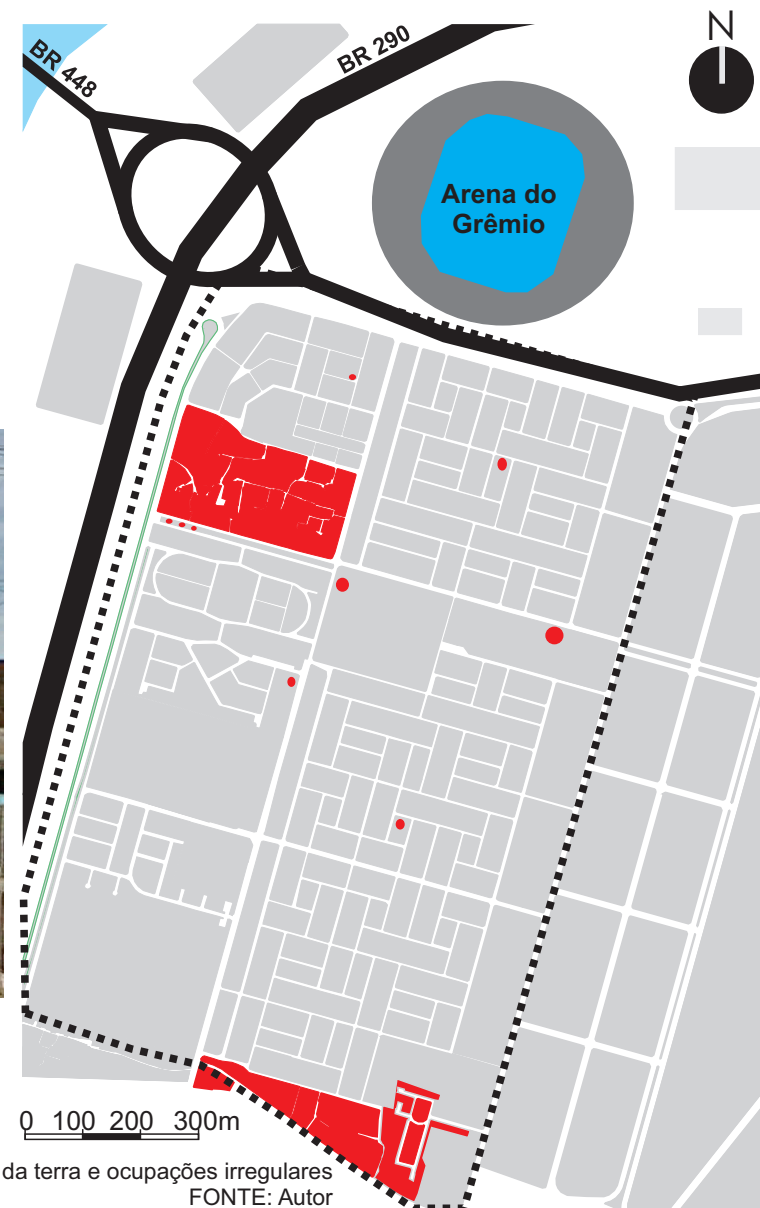 N
BR 448
BR 290
Arena do
Grêmio
0 100 200 300m
da terra e ocupações irregulares
FONTE: Autor